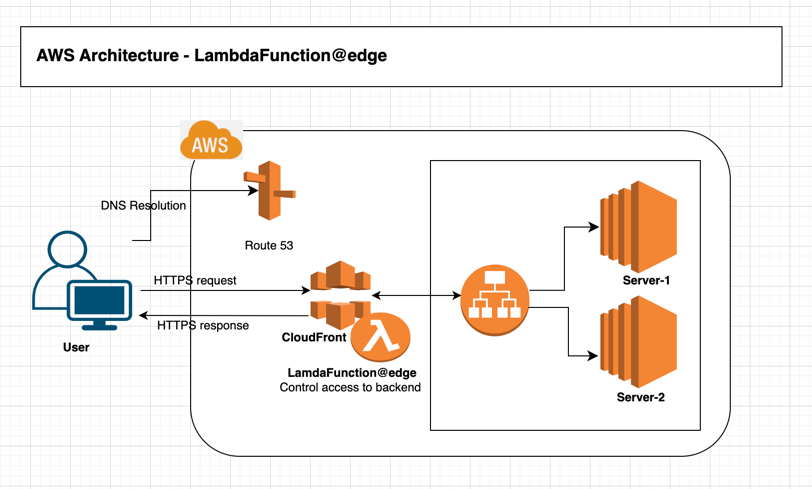 AWS Architecture - LambdaFunction@edge
AWS
DNS Resolution
Route 53
HTTPS request
HTTPS response
User
CloudFront
LamdaFunction@edge
Control access to backend
Server-1
Server-2